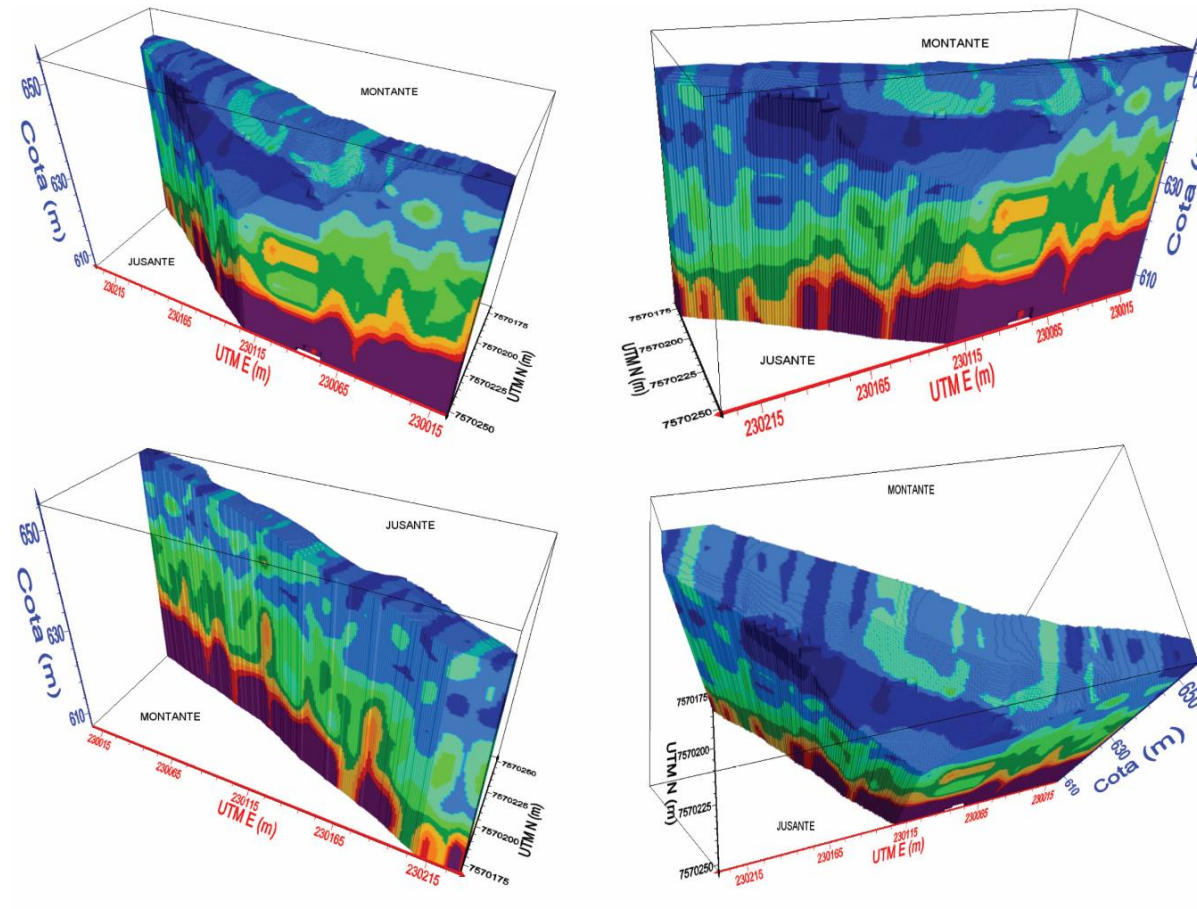 MONTANTE
650
Cota (m)
630
610
JUSANTE
230215
230165
230115
230065
230015
UTM E (m)
7570175
7570200
7570225
7570250
UTM N (m)
MONTANTE
630
610
Cota (m)
7570175
7570200
7570225
7570250
UTM N (m)
JUSANTE
230215
230165
230115
230065
230015
UTM E (m)
JUSANTE
650
Cota (m)
630
610
MONTANTE
230015
230065
230115
230165
230215
UTM E (m)
7570250
7570225
7570200
7570175
UTM N (m)
MONTANTE
7570175
7570200
7570225
7570250
UTM N (m)
JUSANTE
230215
230165
230115
230065
230015
UTM E (m)
610
630
650
Cota (m)